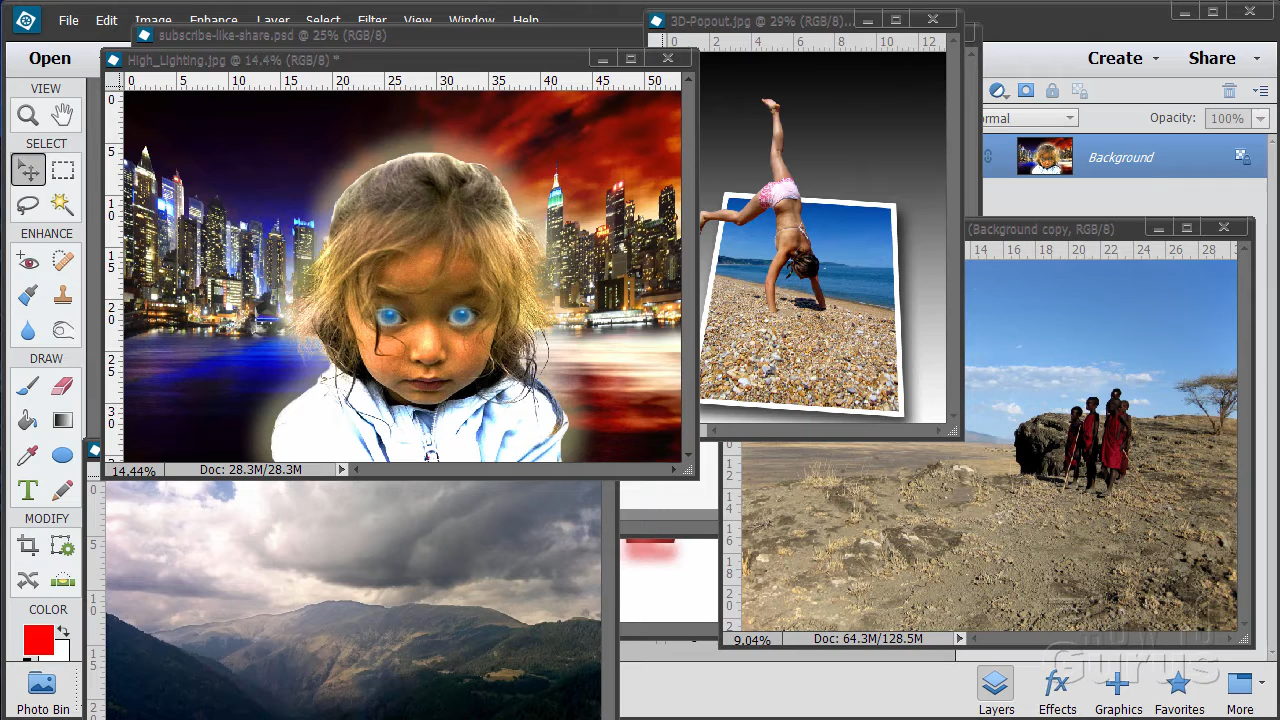 File Edit Image Enhance Layer Select Filter View Window Help
subscribe-like-share.psd @ 25% (RGB/8)
3D-Popout.jpg @ 29% (RGB/8)...
Open
High_Lighting.jpg @ 14.4% (RGB/8) *
Create
Share
0 5 10 15 20 25 30 35 40 45 50
0 2 4 6 8 10 12
VIEW
rmal
Opacity: 100%
SELECT
Background
(Background copy, RGB/8)
14 16 18 20 22 24 26 28
ENHANCE
DRAW
14.44%
Doc: 28.3M/28.3M
MODIFY
COLOR
9.04%
Doc: 64.3M/128.5M
Gurus
Photo Bin
Layers
Effects
Graphics
Favorites
More